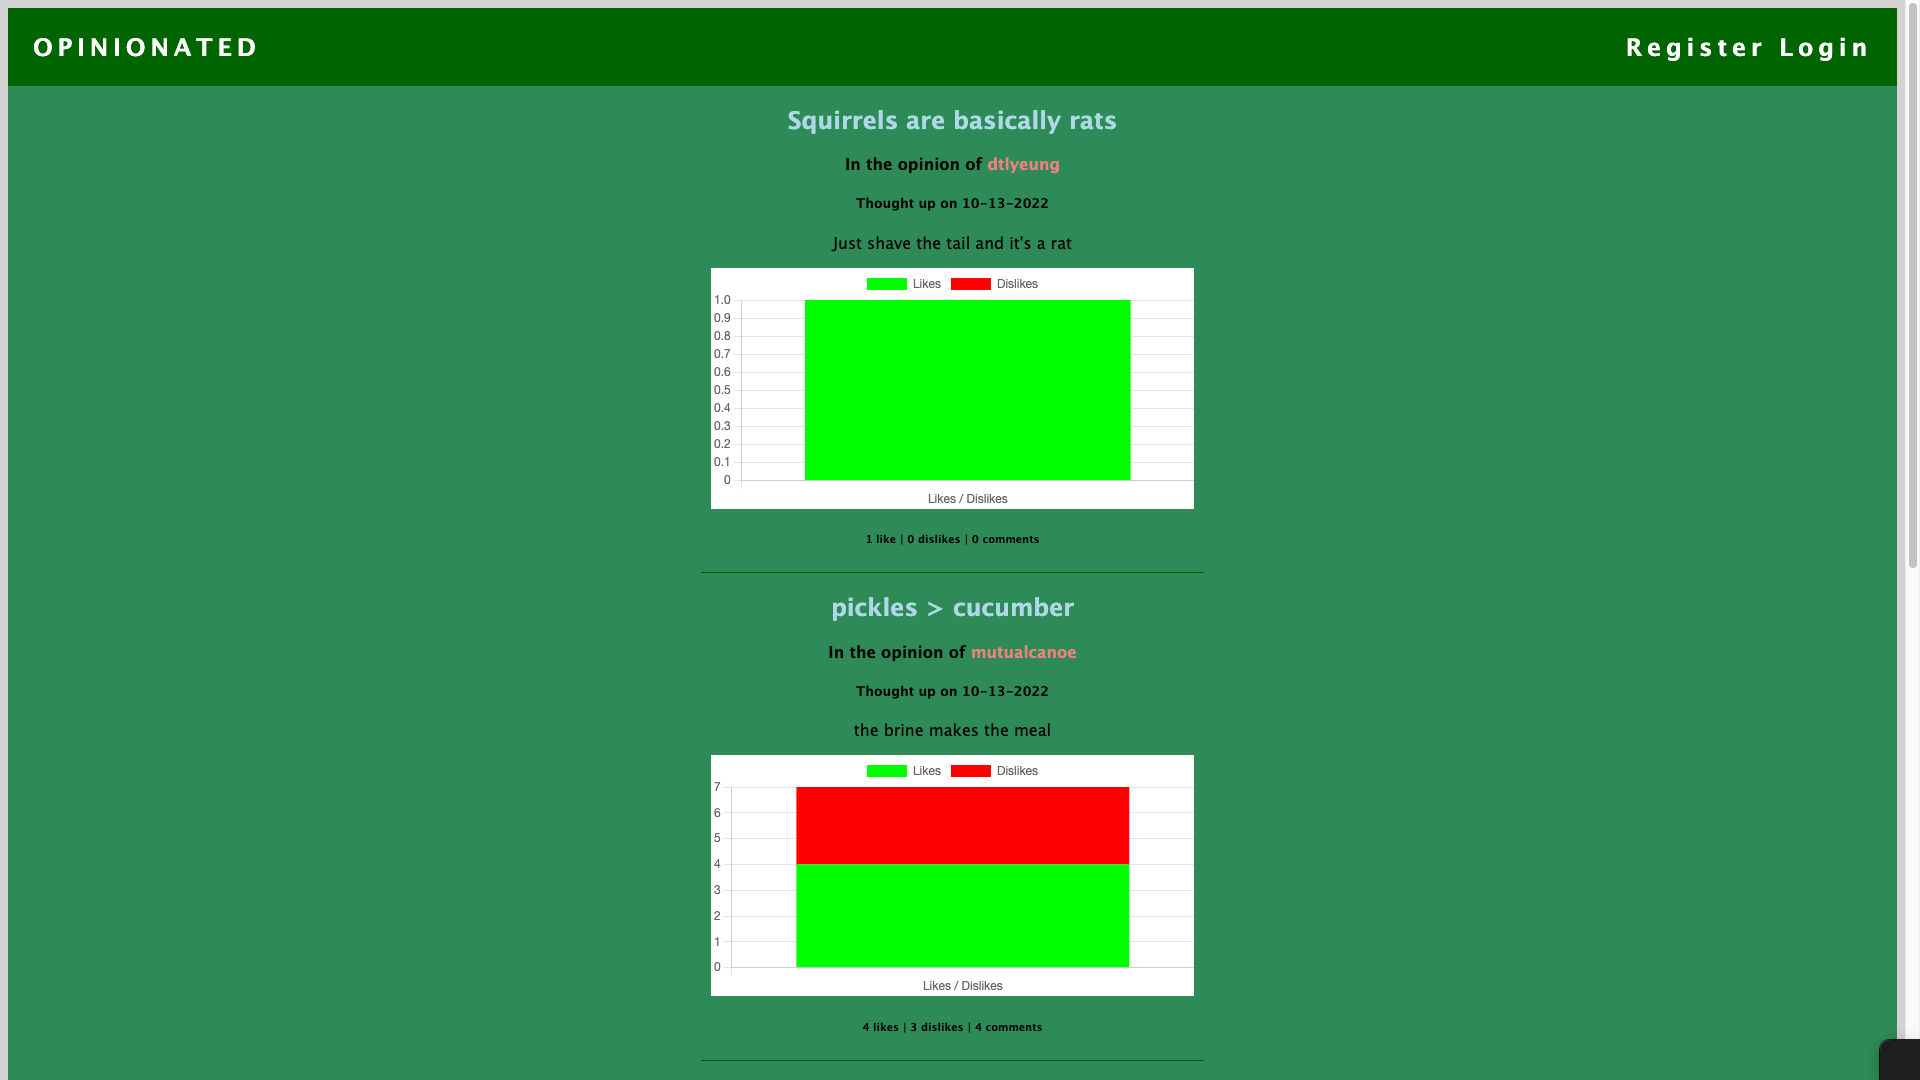 OPINIONATED
Register Login
Squirrels are basically rats
In the opinion of dtlyeung
Thought up on 10-13-2022
Just shave the tail and it's a rat
Likes Dislikes
1.0
0.9
0.8
0.7
0.6
0.5
0.4
0.3
0.2
0.1
0
Likes / Dislikes
1 like | 0 dislikes | 0 comments
pickles > cucumber
In the opinion of mutualcanoe
Thought up on 10-13-2022
the brine makes the meal
Likes Dislikes
7
6
5
4
3
2
1
0
Likes / Dislikes
4 likes | 3 dislikes | 4 comments